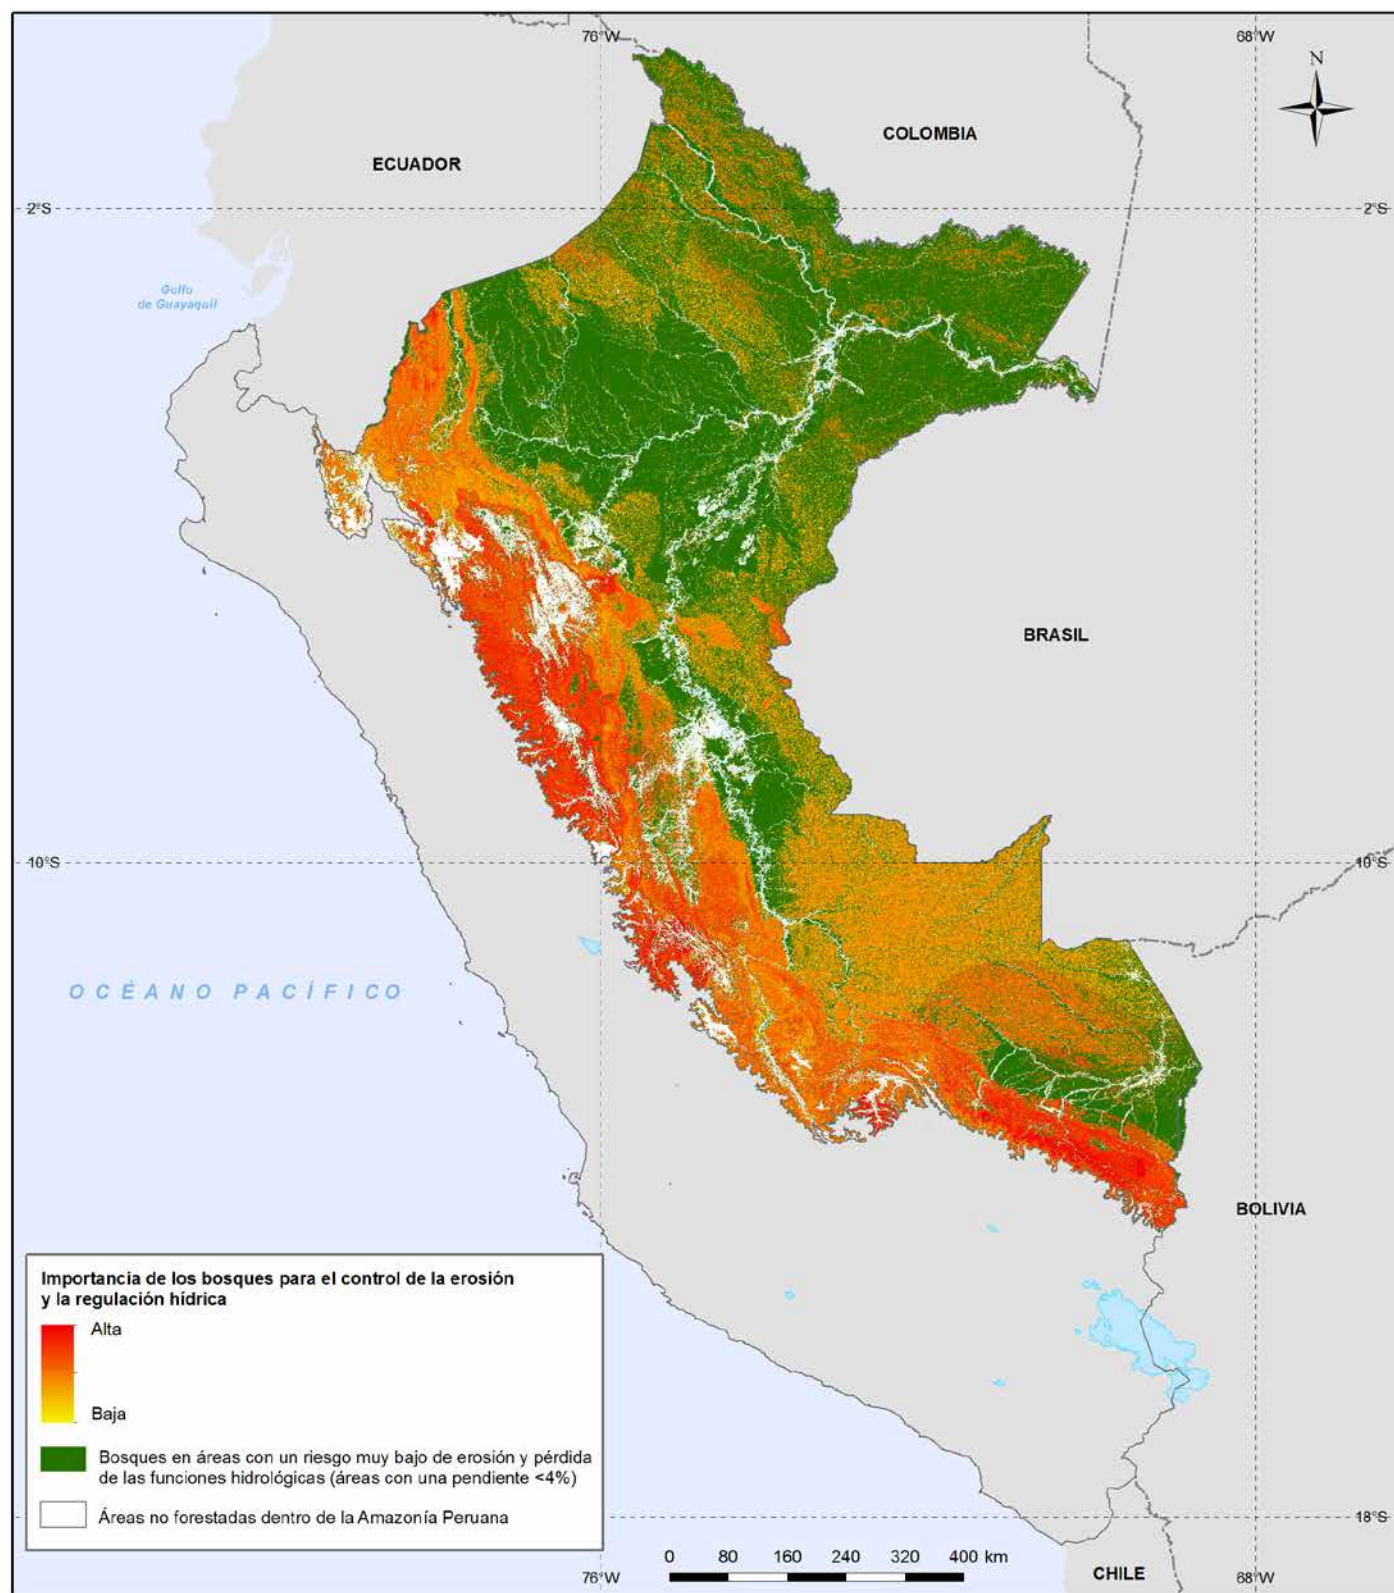 76°W
68°W
N
COLOMBIA
ECUADOR
2°S
2°S
Golfo
de Guayaquil
BRASIL
10°S
10°S
OCÉANO PACÍFICO
BOLIVIA
Importancia de los bosques para el control de la erosión
y la regulación hídrica
Alta
Baja
Bosques en áreas con un riesgo muy bajo de erosión y pérdida
de las funciones hidrológicas (áreas con una pendiente <4%)
Áreas no forestadas dentro de la Amazonía Peruana
18°S
0 80 160 240 320 400 km
76°W
CHILE
68°W